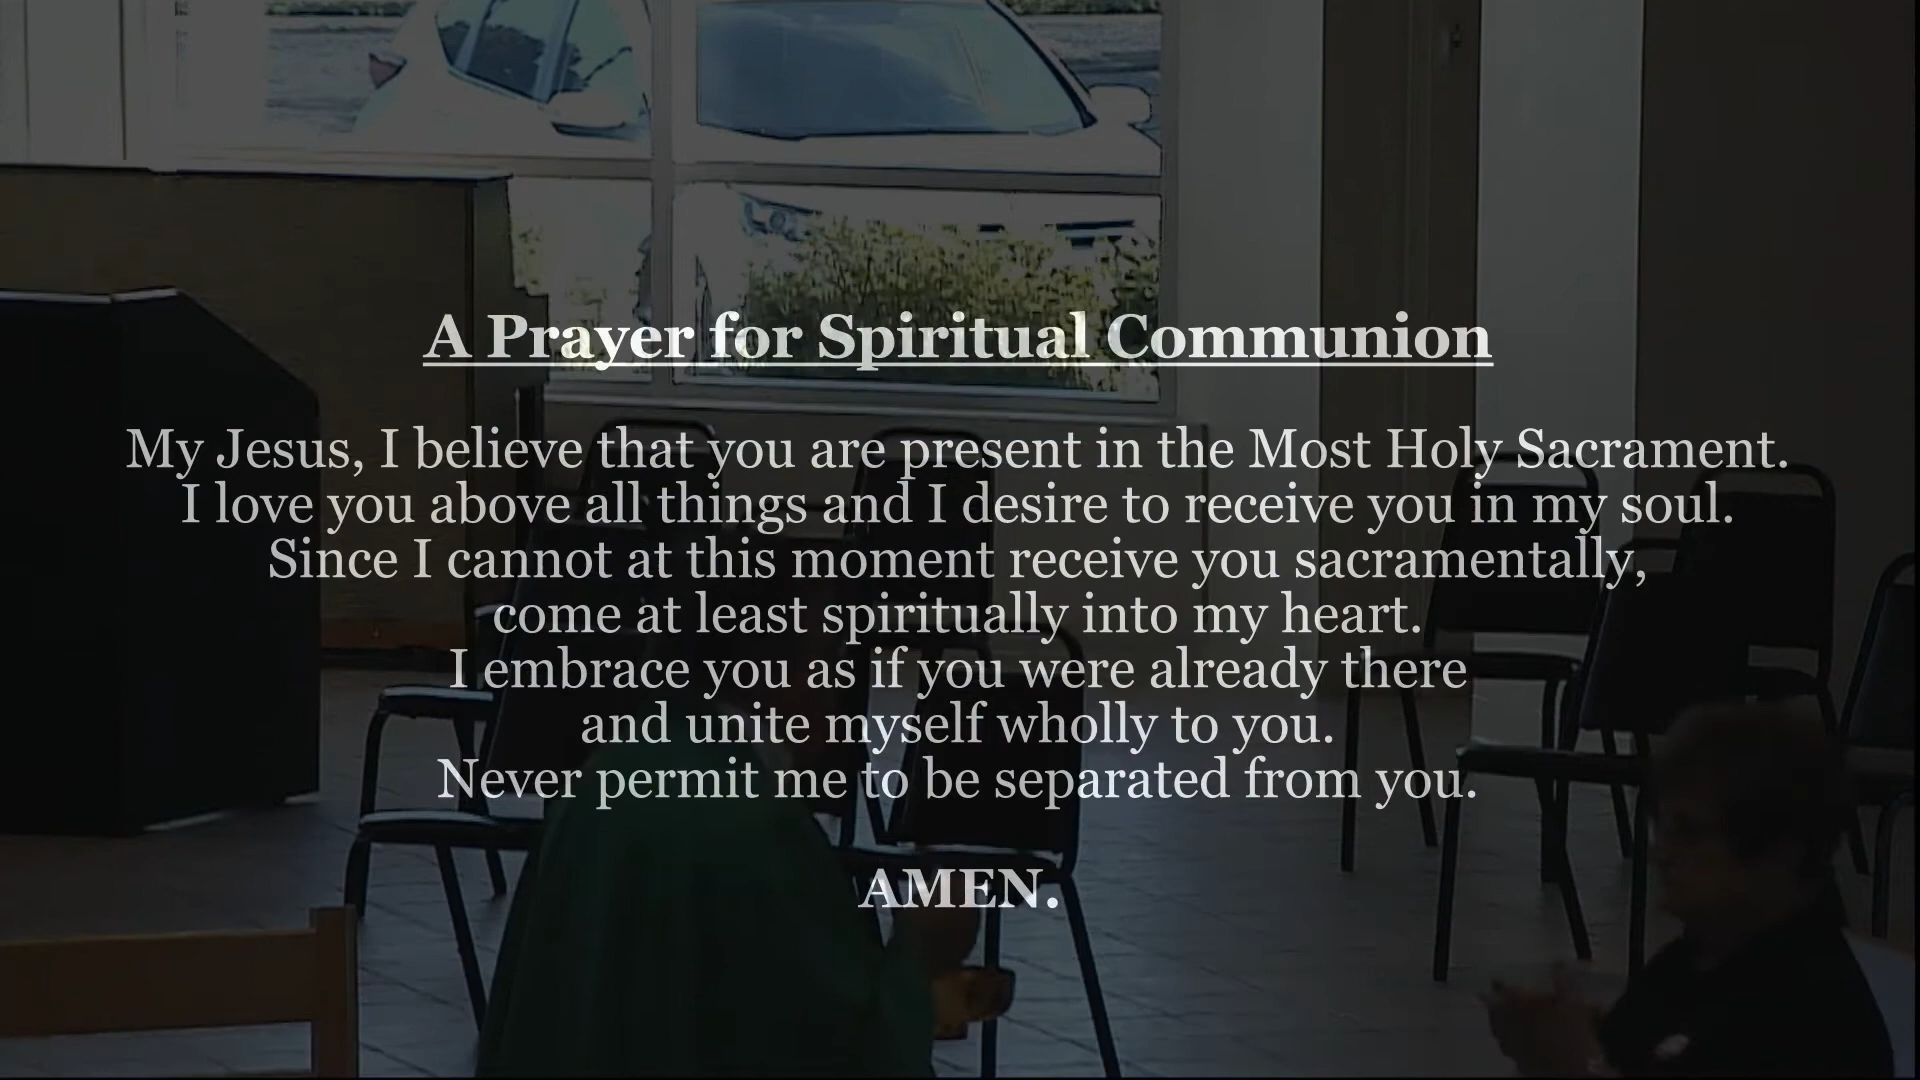 A Prayer for Spiritual Communion
My Jesus, I believe that you are present in the Most Holy Sacrament.
I love you above all things and I desire to receive you in my soul.
Since I cannot at this moment receive you sacramentally,
come at least spiritually into my heart.
I embrace you as if you were already there
and unite myself wholly to you.
Never permit me to be separated from you.
AMEN.